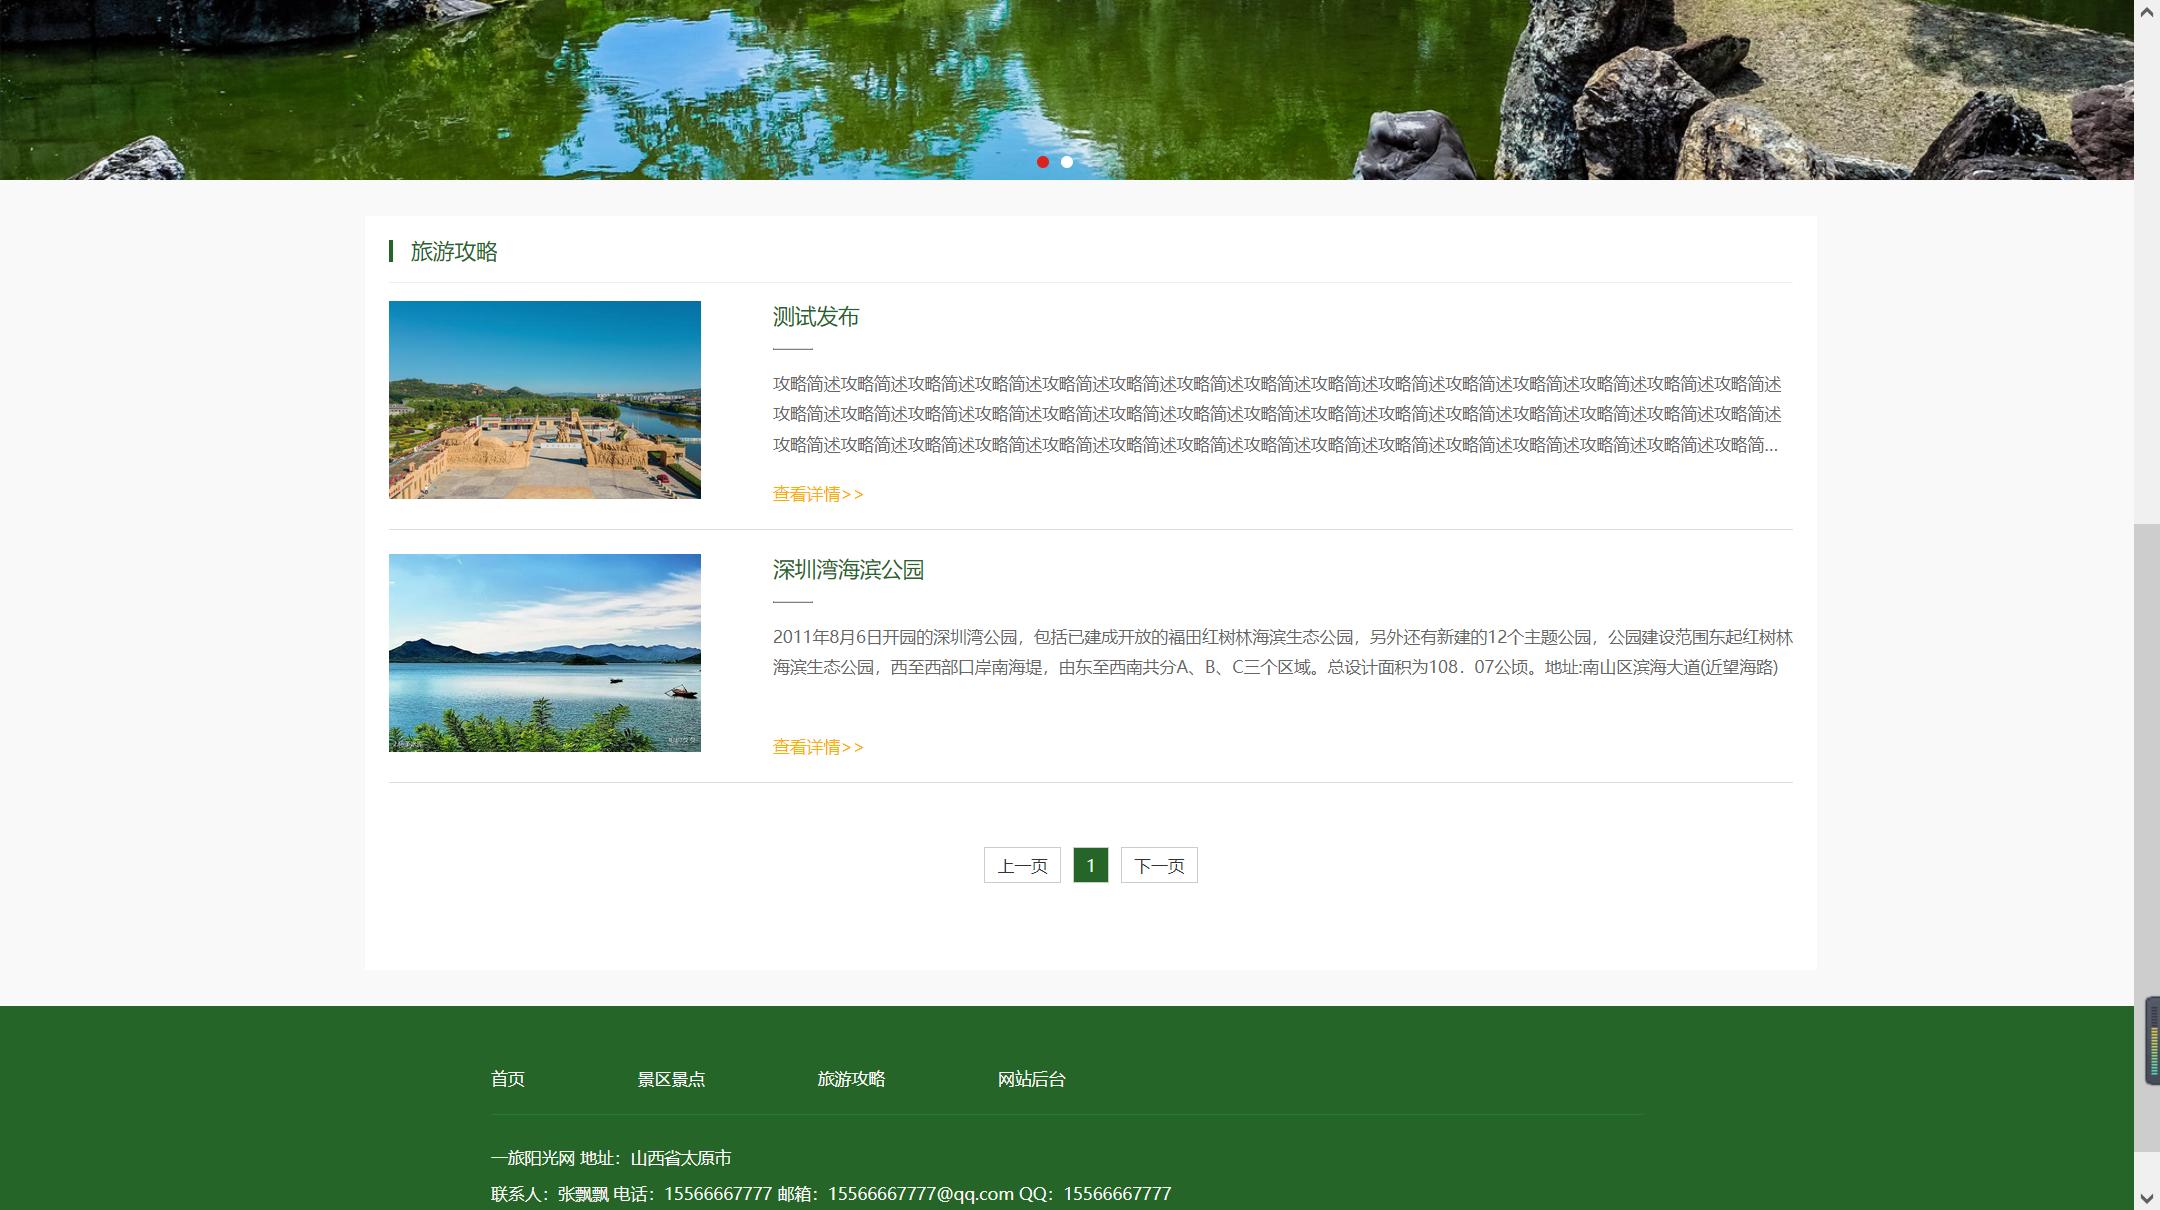 旅游攻略
测试发布
攻略简述攻略简述攻略简述攻略简述攻略简述攻略简述攻略简述攻略简述攻略简述攻略简述攻略简述攻略简述攻略简述攻略简述攻略简述
攻略简述攻略简述攻略简述攻略简述攻略简述攻略简述攻略简述攻略简述攻略简述攻略简述攻略简述攻略简述攻略简述攻略简述攻略简述
攻略简述攻略简述攻略简述攻略简述攻略简述攻略简述攻略简述攻略简述攻略简述攻略简述攻略简述攻略简述攻略简述攻略简述攻略简...
查看详情>>
深圳湾海滨公园
2011年8月6日开园的深圳湾公园，包括已建成开放的福田红树林海滨生态公园，另外还有新建的12个主题公园，公园建设范围东起红树林
海滨生态公园，西至西部口岸南海堤，由东至西南共分A、B、C三个区域。总设计面积为108．07公顷。地址:南山区滨海大道(近望海路)
查看详情>>
上一页 1 下一页
首页 景区景点 旅游攻略 网站后台
一旅阳光网 地址：山西省太原市
联系人：张飘飘 电话：15566667777 邮箱：15566667777@qq.com QQ：15566667777